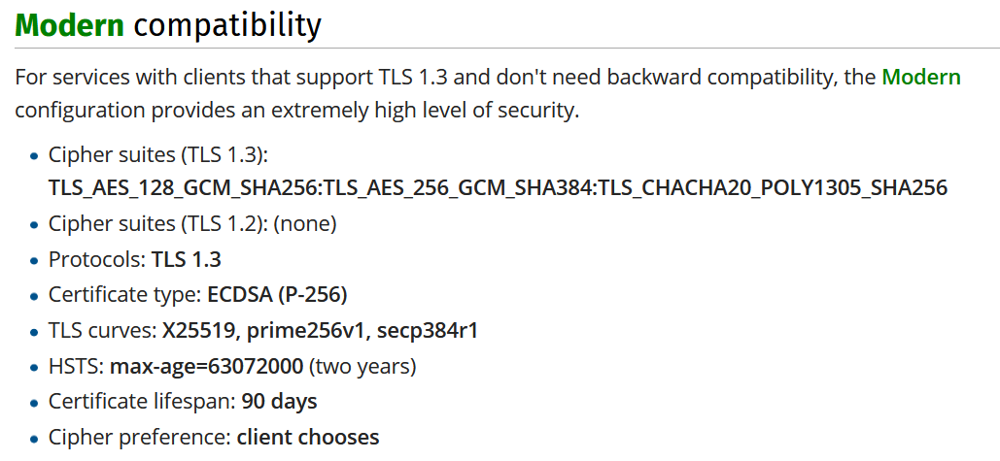 Modern compatibility
For services with clients that support TLS 1.3 and don't need backward compatibility, the Modern
configuration provides an extremely high level of security.
• Cipher suites (TLS 1.3):
TLS_AES_128_GCM_SHA256:TLS_AES_256_GCM_SHA384:TLS_CHACHA20_POLY1305_SHA256
• Cipher suites (TLS 1.2): (none)
• Protocols: TLS 1.3
• Certificate type: ECDSA (P-256)
• TLS curves: X25519, prime256v1, secp384r1
• HSTS: max-age=63072000 (two years)
• Certificate lifespan: 90 days
• Cipher preference: client chooses